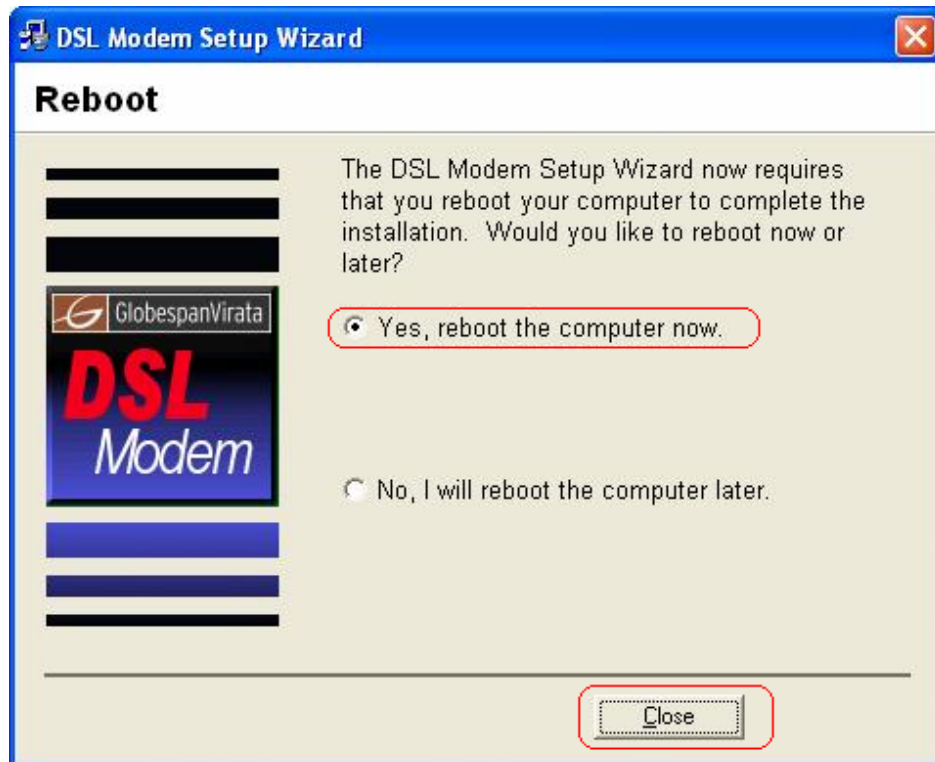 DSL Modem Setup Wizard
Reboot
The DSL Modem Setup Wizard now requires
that you reboot your computer to complete the
installation. Would you like to reboot now or
later?
GlobespanVirata
DSL
Modem
Yes, reboot the computer now.
No, I will reboot the computer later.
Close